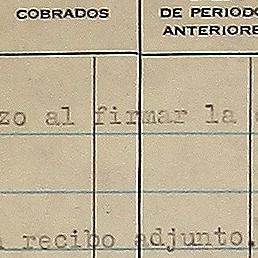 COBRADOS
DE PERIODO
ANTERIORE
zo al firmar la
recibo adjunto.